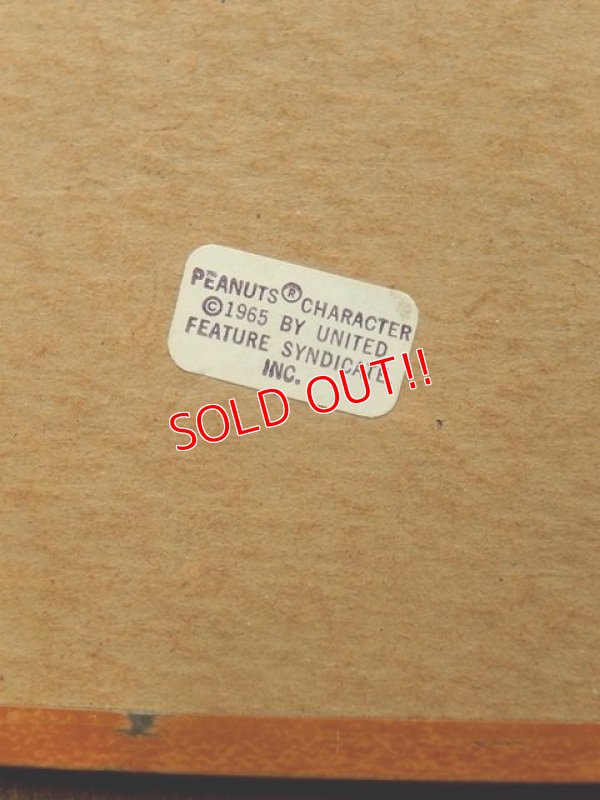 PEANUTS® CHARACTER
©1965 BY UNITED
FEATURE SYNDICATE
INC.
SOLD OUT!!